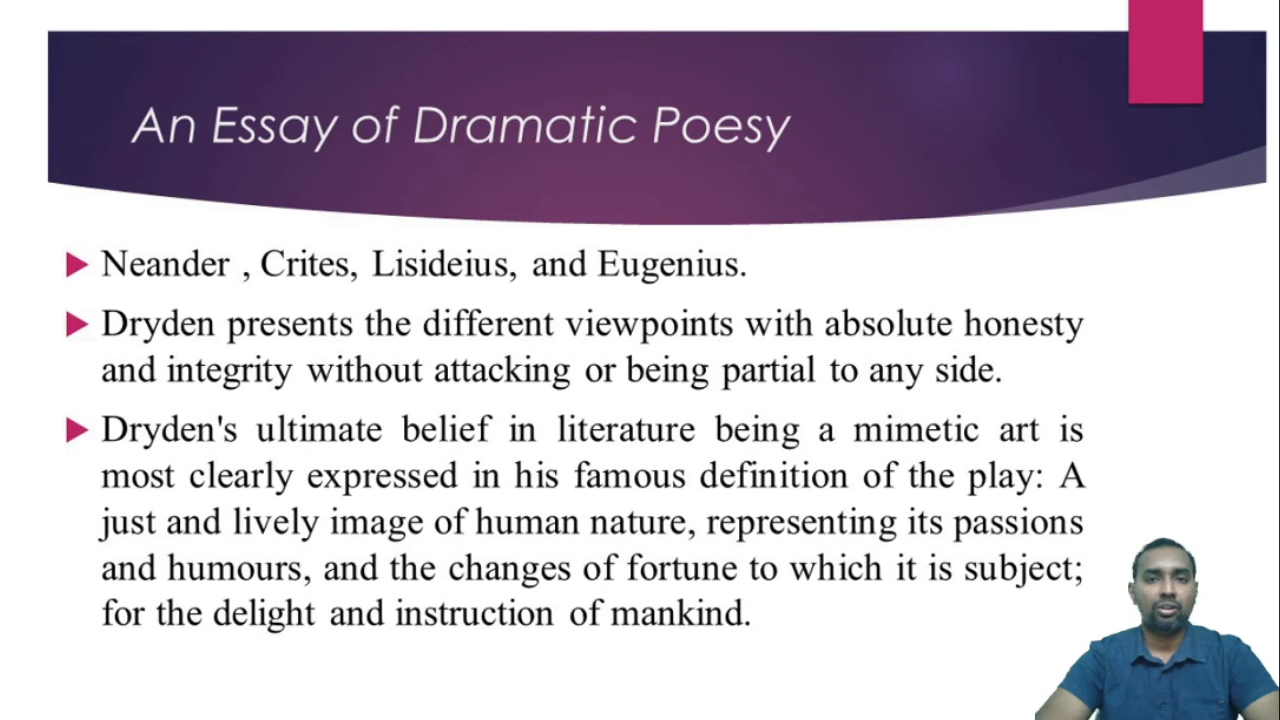 An Essay of Dramatic Poesy
Neander , Crites, Lisideius, and Eugenius.
Dryden presents the different viewpoints with absolute honesty
and integrity without attacking or being partial to any side.
Dryden's ultimate belief in literature being a mimetic art is
most clearly expressed in his famous definition of the play: A
just and lively image of human nature, representing its passions
and humours, and the changes of fortune to which it is subject;
for the delight and instruction of mankind.